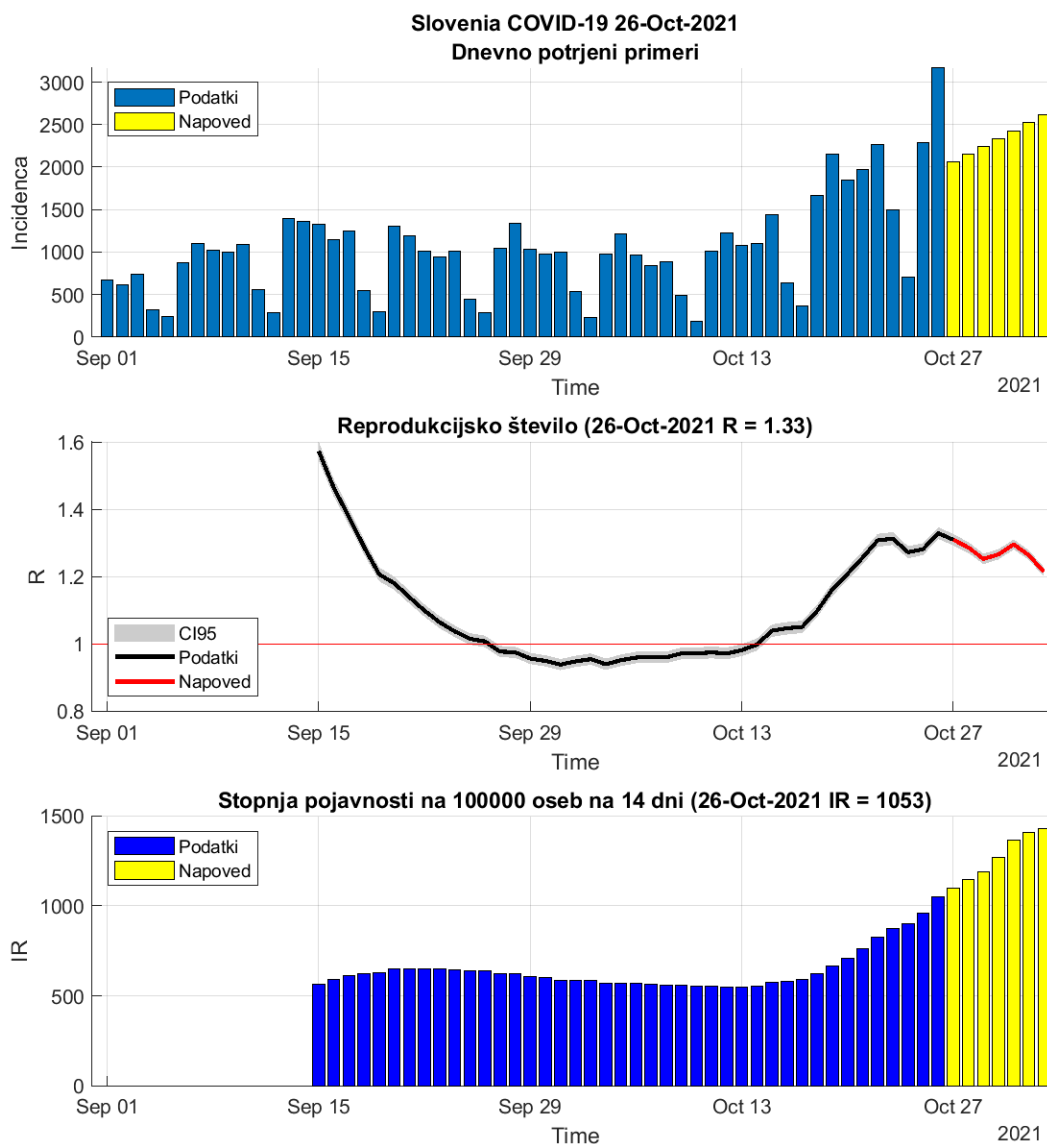 Slovenia COVID-19 26-Oct-2021
Dnevno potrjeni primeri
3000
2500
2000
1500
1000
500
0
Incidenca
Podatki
Napoved
Sep 01 Sep 15 Sep 29 Oct 13 Oct 27
Time
2021
Reprodukcijsko število (26-Oct-2021 R = 1.33)
1.6
1.4
1.2
1
0.8
R
CI95
Podatki
Napoved
Sep 01 Sep 15 Sep 29 Oct 13 Oct 27
Time
2021
Stopnja pojavnosti na 100000 oseb na 14 dni (26-Oct-2021 IR = 1053)
1500
1000
500
0
IR
Podatki
Napoved
Sep 01 Sep 15 Sep 29 Oct 13 Oct 27
Time
2021